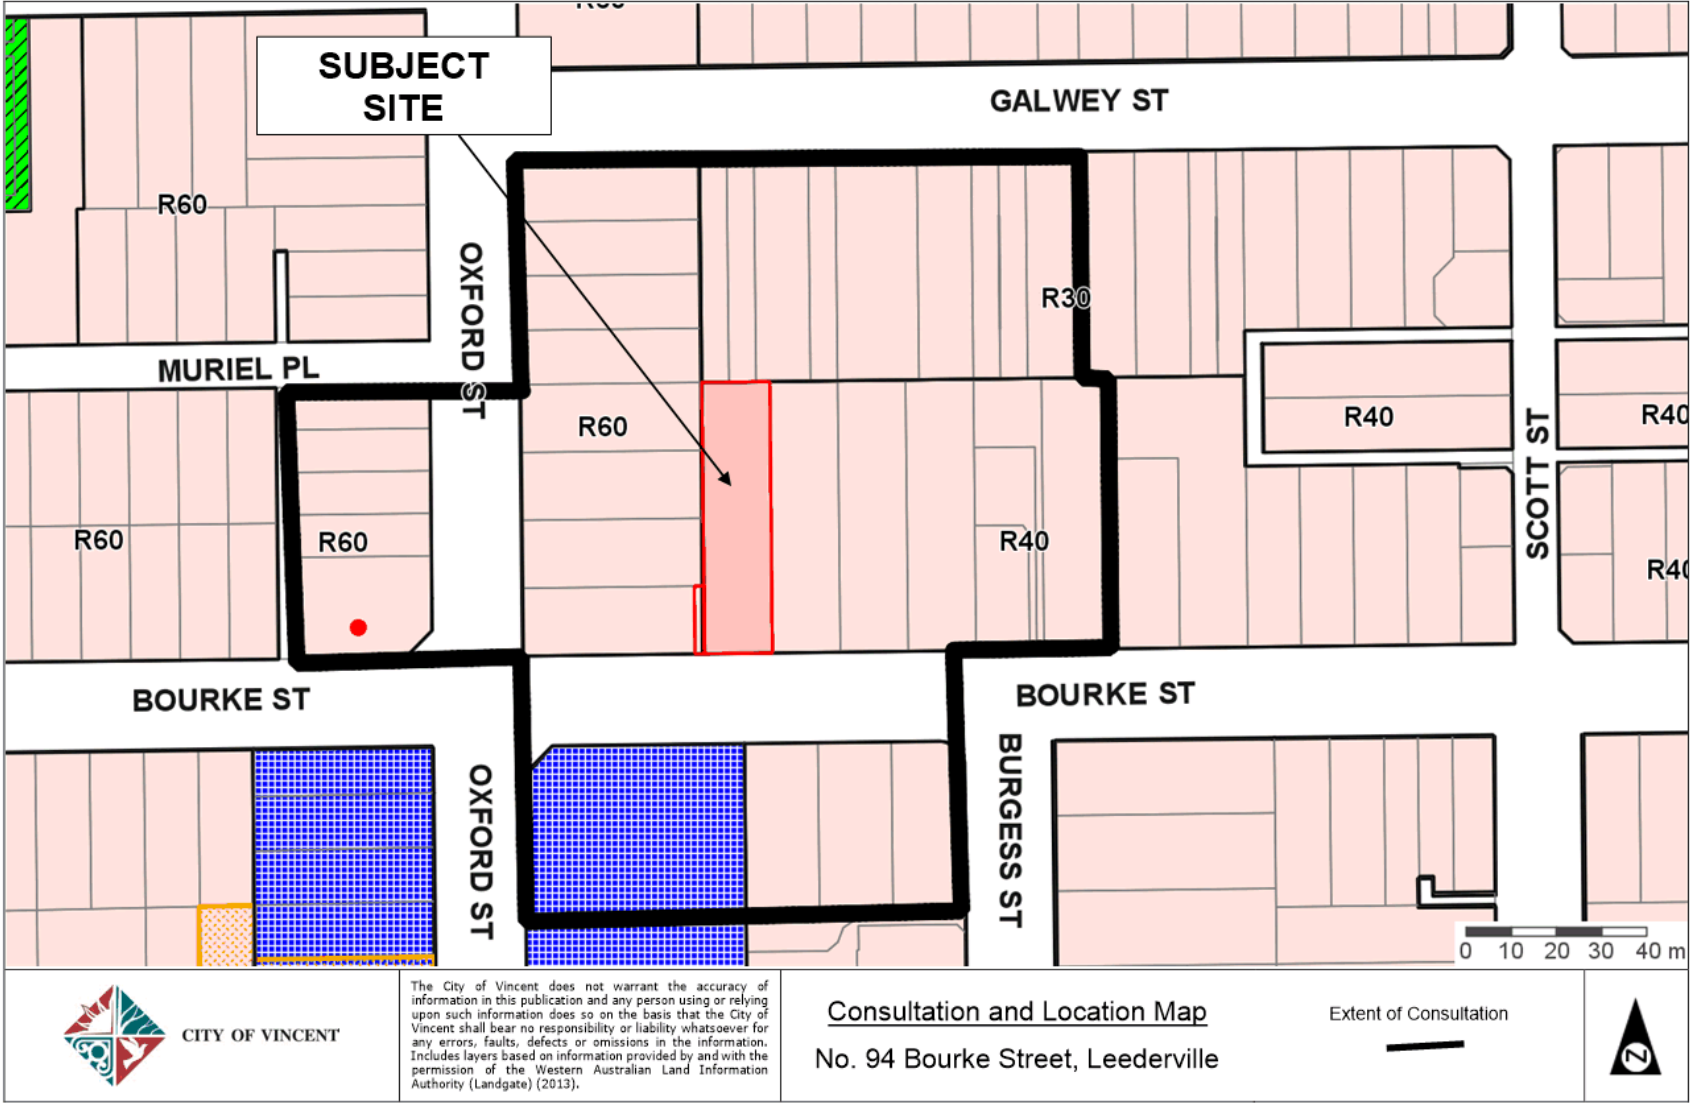 SUBJECT
SITE
GALWEY ST
R60
OXFORD ST
R30
MURIEL PL
R60
R40
R40
SCOTT ST
R60
R60
R40
R40
BOURKE ST
BOURKE ST
OXFORD ST
BURGESS ST
0 10 20 30 40 m
CITY OF VINCENT
The City of Vincent does not warrant the accuracy of
information in this publication and any person using or relying
upon such information does so on the basis that the City of
Vincent shall bear no responsibility or liability whatsoever for
any errors, faults, defects or omissions in the information.
Includes layers based on information provided by and with the
permission of the Western Australian Land Information
Authority (Landgate) (2013).
Consultation and Location Map
No. 94 Bourke Street, Leederville
Extent of Consultation
Z